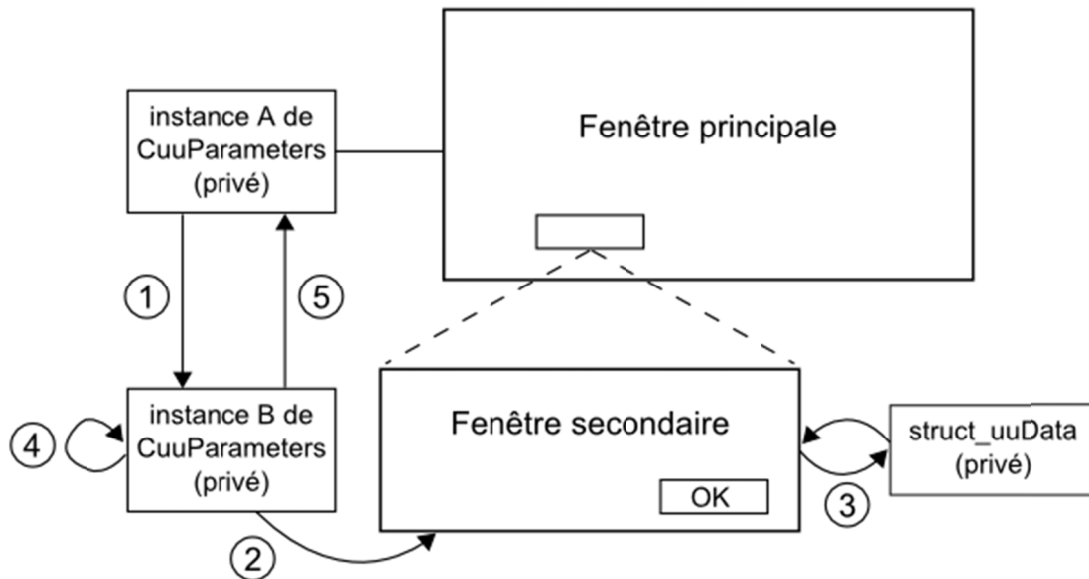 instance A de
CuuParameters
(privé)
Fenêtre principale
1
5
instance B de
CuuParameters
(privé)
4
2
Fenêtre secondaire
OK
3
struct_uuData
(privé)